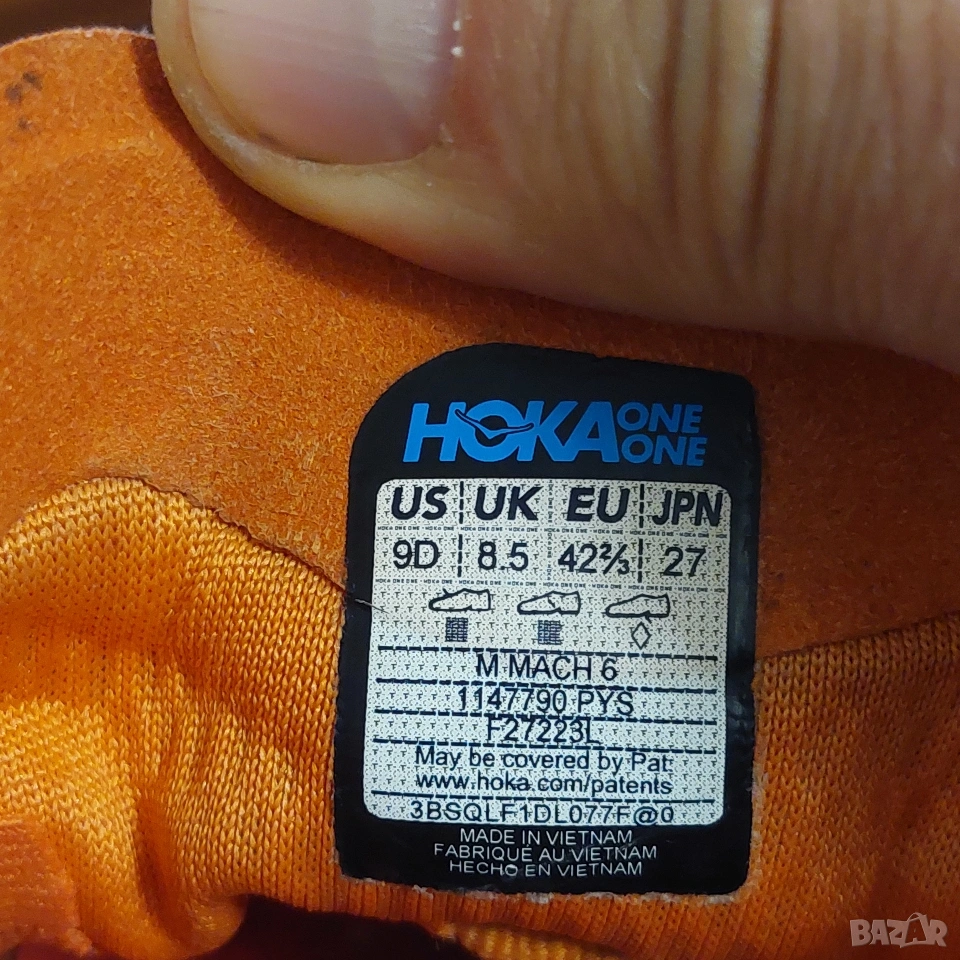 HOKA ONE ONE
US UK EU JPN
9D 8.5 42⅔ 27
M MACH 6
1147790 PYS
F27223L
May be covered by Pat:
www.hoka.com/patents
3BSQLF1DL077F@0
MADE IN VIETNAM
FABRIQUÉ AU VIETNAM
HECHO EN VIETNAM
BAZAR